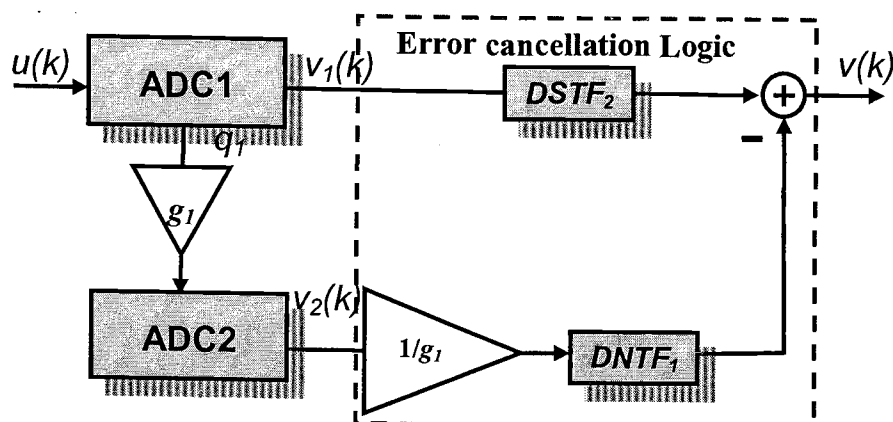 Error cancellation Logic
u(k)
ADC1
v₁(k)
DSTF₂
+
v(k)
q₁
-
g₁
v₂(k)
ADC2
1/g₁
DNTF₁